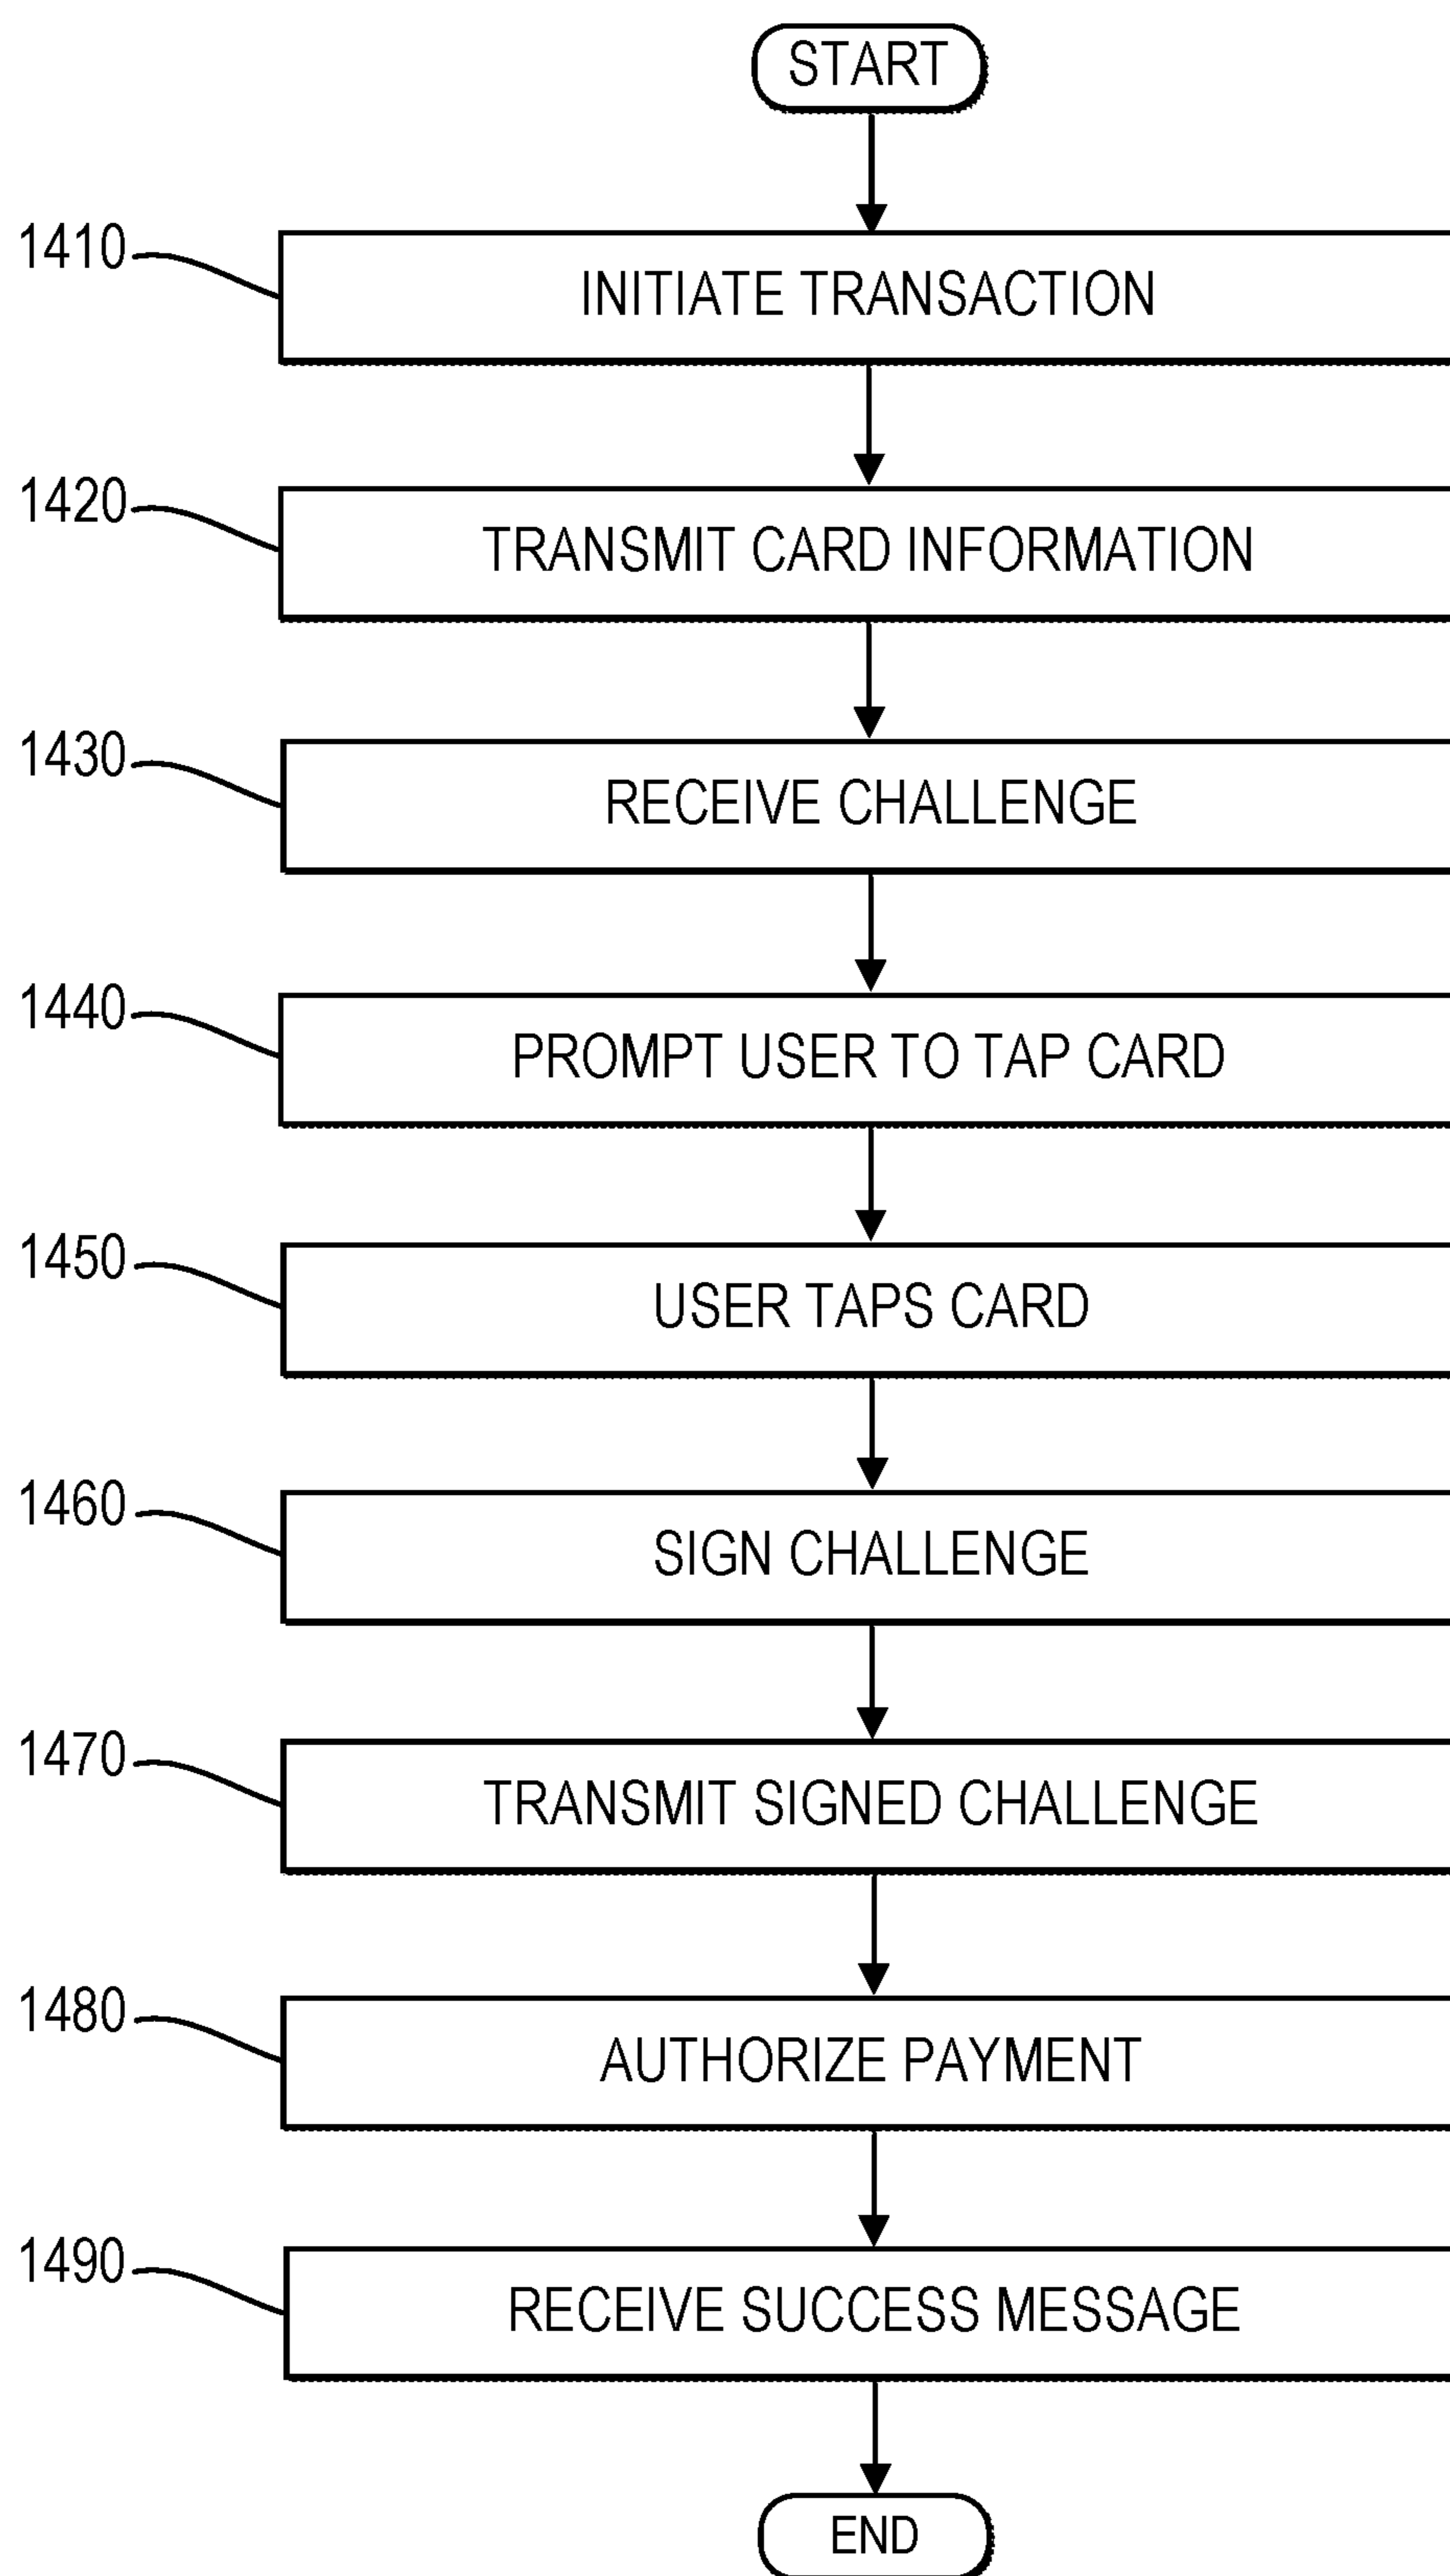 START
1410
INITIATE TRANSACTION
1420
TRANSMIT CARD INFORMATION
1430
RECEIVE CHALLENGE
1440
PROMPT USER TO TAP CARD
1450
USER TAPS CARD
1460
SIGN CHALLENGE
1470
TRANSMIT SIGNED CHALLENGE
1480
AUTHORIZE PAYMENT
1490
RECEIVE SUCCESS MESSAGE
END